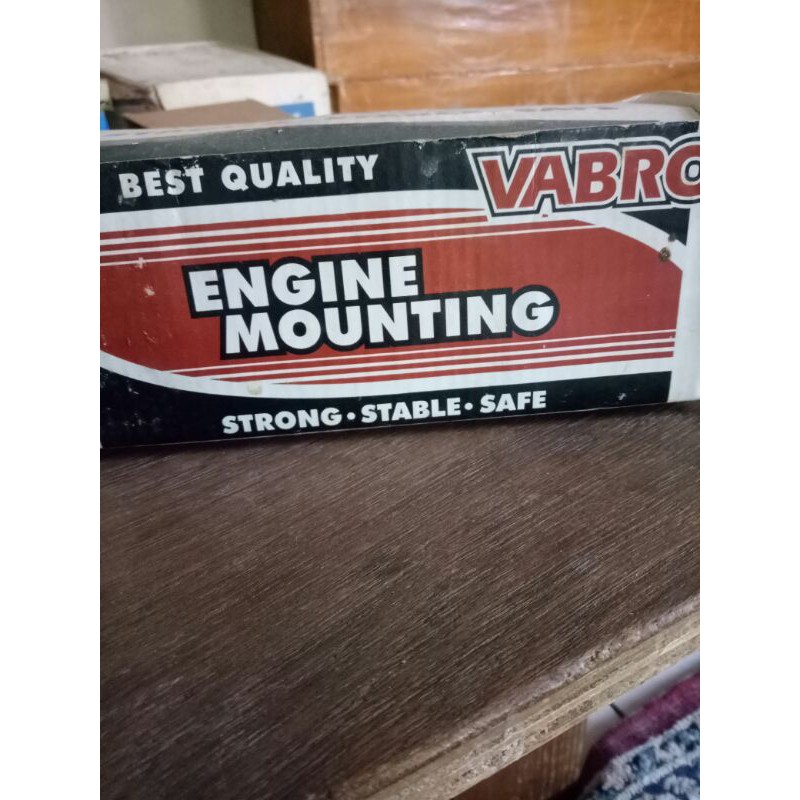 BEST QUALITY
VABRO
ENGINE
MOUNTING
STRONG • STABLE • SAFE